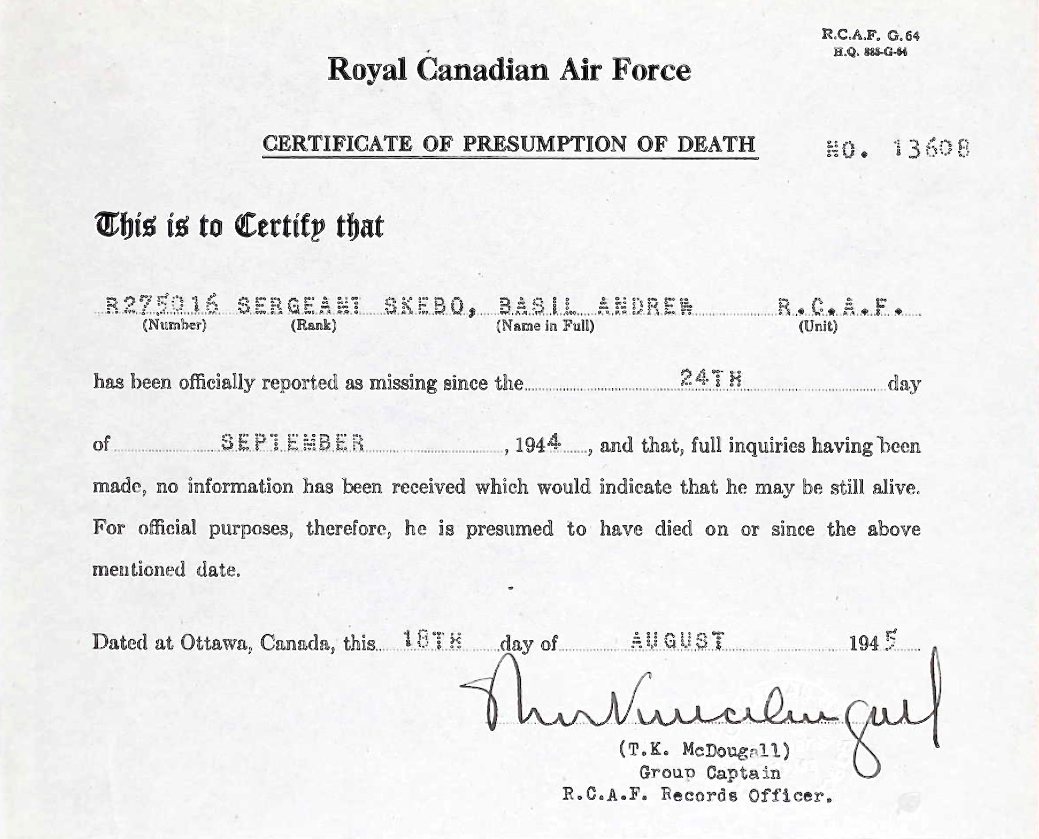 R.C.A.F. G.64
H.Q. 885-G-64
Royal Canadian Air Force
CERTIFICATE OF PRESUMPTION OF DEATH NO. 13608
This is to Certify that
R275016 SERGEANT SKEBO, BASIL ANDREW R.C.A.F.
(Number) (Rank) (Name in Full) (Unit)
has been officially reported as missing since the 24TH day
of SEPTEMBER, 1944, and that, full inquiries having been
made, no information has been received which would indicate that he may be still alive.
For official purposes, therefore, he is presumed to have died on or since the above
mentioned date.
Dated at Ottawa, Canada, this 18TH day of AUGUST 1945
(T.K. McDougall)
Group Captain
R.C.A.F. Records Officer.